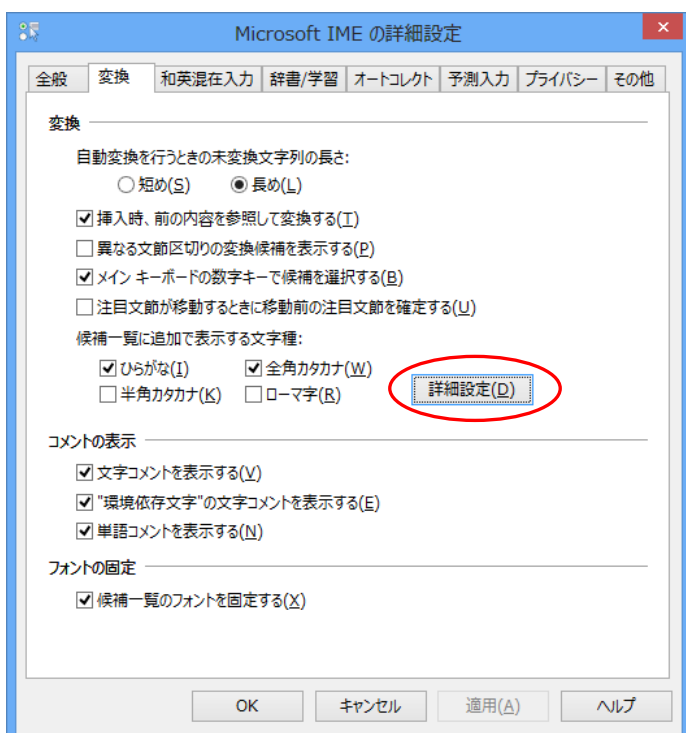 Microsoft IME の詳細設定
全般 変換 和英混在入力 辞書/学習 オートコレクト 予測入力 プライバシー その他
変換
自動変換を行うときの未変換文字列の長さ:
短め(S) 長め(L)
挿入時、前の内容を参照して変換する(T)
異なる文節区切りの変換候補を表示する(P)
メイン キーボードの数字キーで候補を選択する(B)
注目文節が移動するときに移動前の注目文節を確定する(U)
候補一覧に追加で表示する文字種:
ひらがな(I) 全角カタカナ(W)
半角カタカナ(K) ローマ字(R) 詳細設定(D)
コメントの表示
文字コメントを表示する(V)
"環境依存文字"の文字コメントを表示する(E)
単語コメントを表示する(N)
フォントの固定
候補一覧のフォントを固定する(X)
OK キャンセル 適用(A) ヘルプ